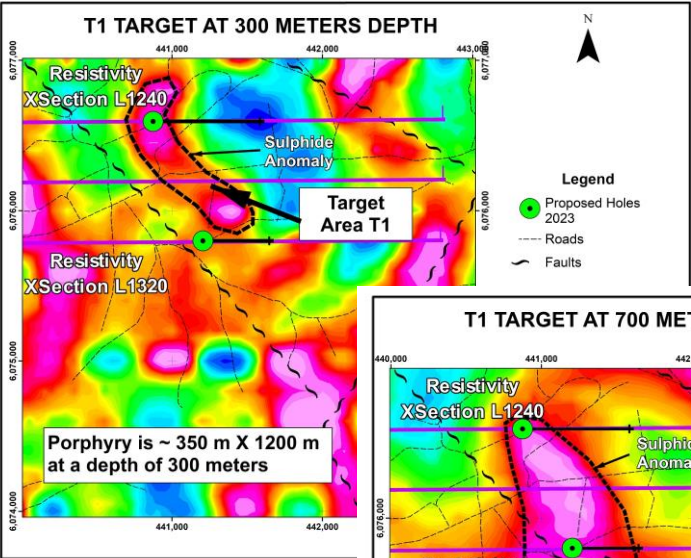 T1 TARGET AT 300 METERS DEPTH
441,000
442,000
443,000
6,077,000
6,077,000
Resistivity
XSection L1240
Sulphide
Anomaly
Target
Area T1
6,076,000
6,076,000
Resistivity
XSection L1320
6,075,000
Porphyry is ~ 350 m X 1200 m
at a depth of 300 meters
6,074,000
441,000
442,000
N
Legend
Proposed Holes
2023
Roads
Faults
T1 TARGET AT 700 MET
440,000
441,000
442
Resistivity
XSection L1240
Sulphid
Anoma
6,076,000